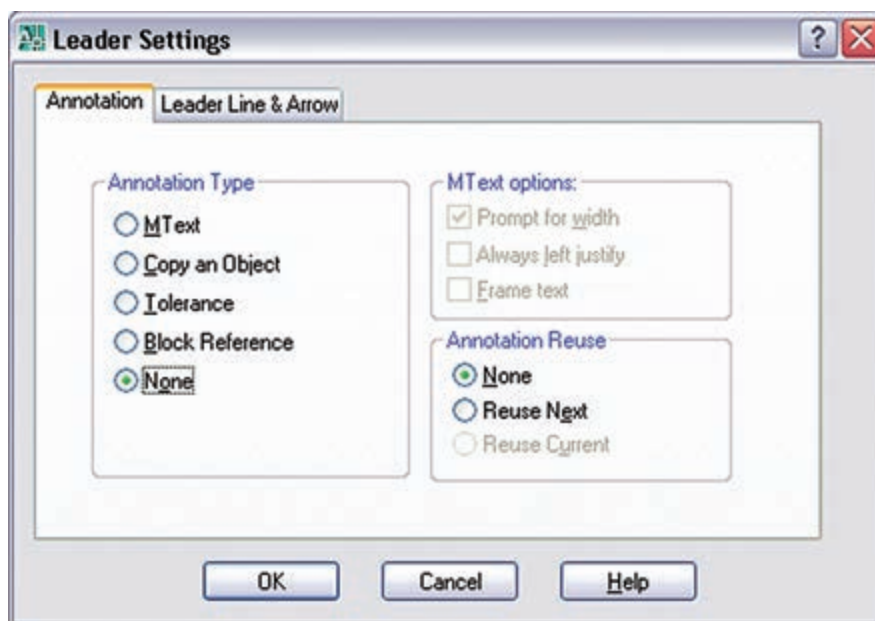 Leader Settings
Annotation
Leader Line & Arrow
Annotation Type
MText
Copy an Object
Tolerance
Block Reference
None
MText options:
Prompt for width
Always left justify
Frame text
Annotation Reuse
None
Reuse Next
Reuse Current
OK
Cancel
Help